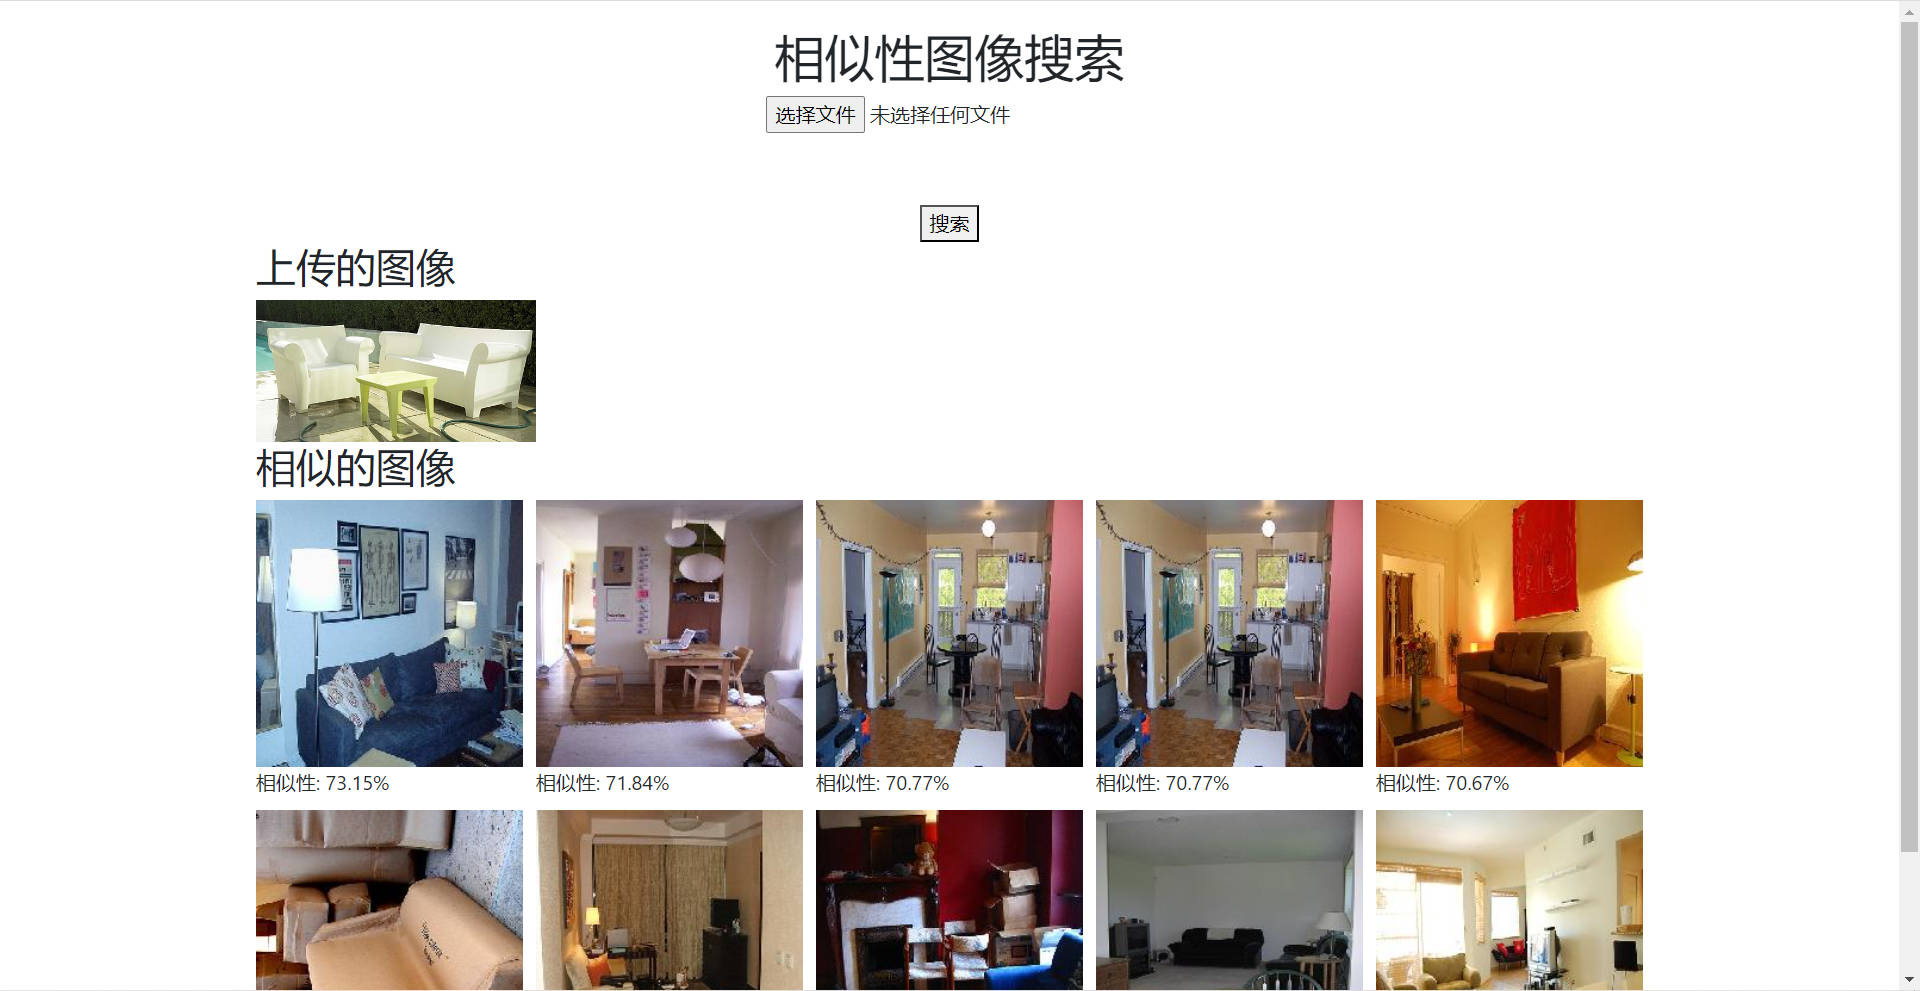 相似性图像搜索
选择文件 未选择任何文件
搜索
上传的图像
相似的图像
相似性: 73.15%
相似性: 71.84%
相似性: 70.77%
相似性: 70.77%
相似性: 70.67%